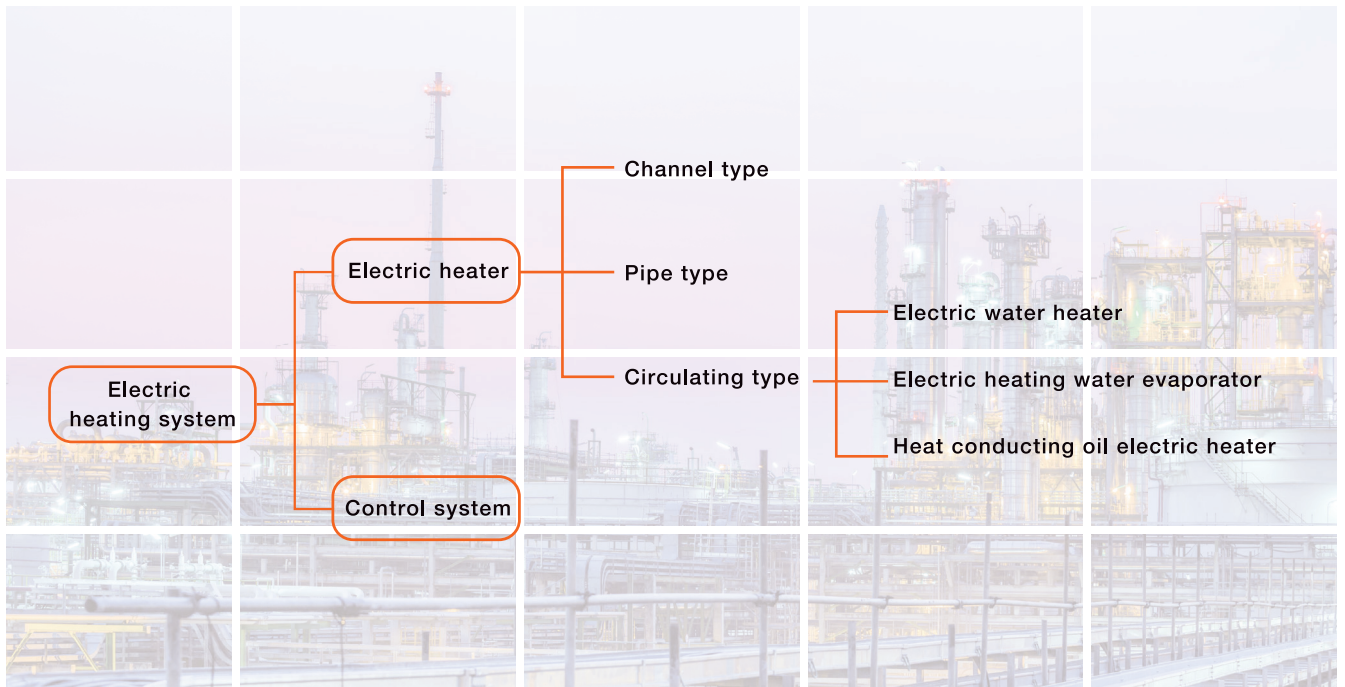 Channel type
Electric heater
Pipe type
Electric water heater
Electric
heating system
Circulating type
Electric heating water evaporator
Heat conducting oil electric heater
Control system